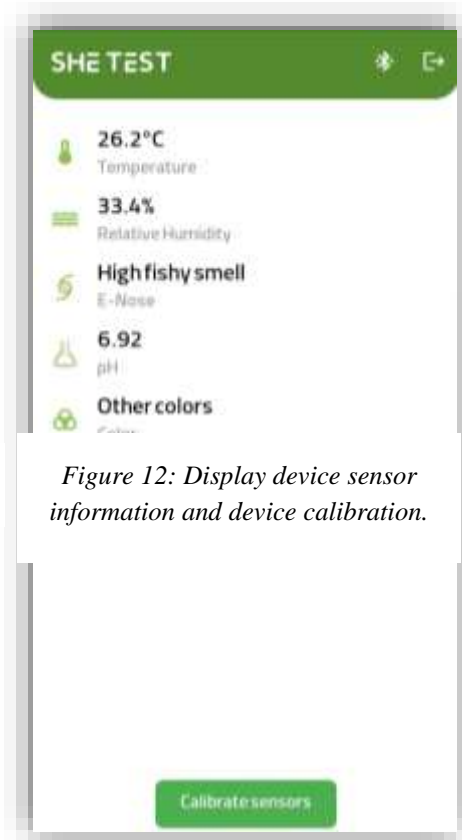 SHE TEST
26.2°C
Temperature
33.4%
Relative Humidity
High fishy smell
E-Nose
6.92
pH
Other colors
Color
Figure 12: Display device sensor
information and device calibration.
Calibrate sensors